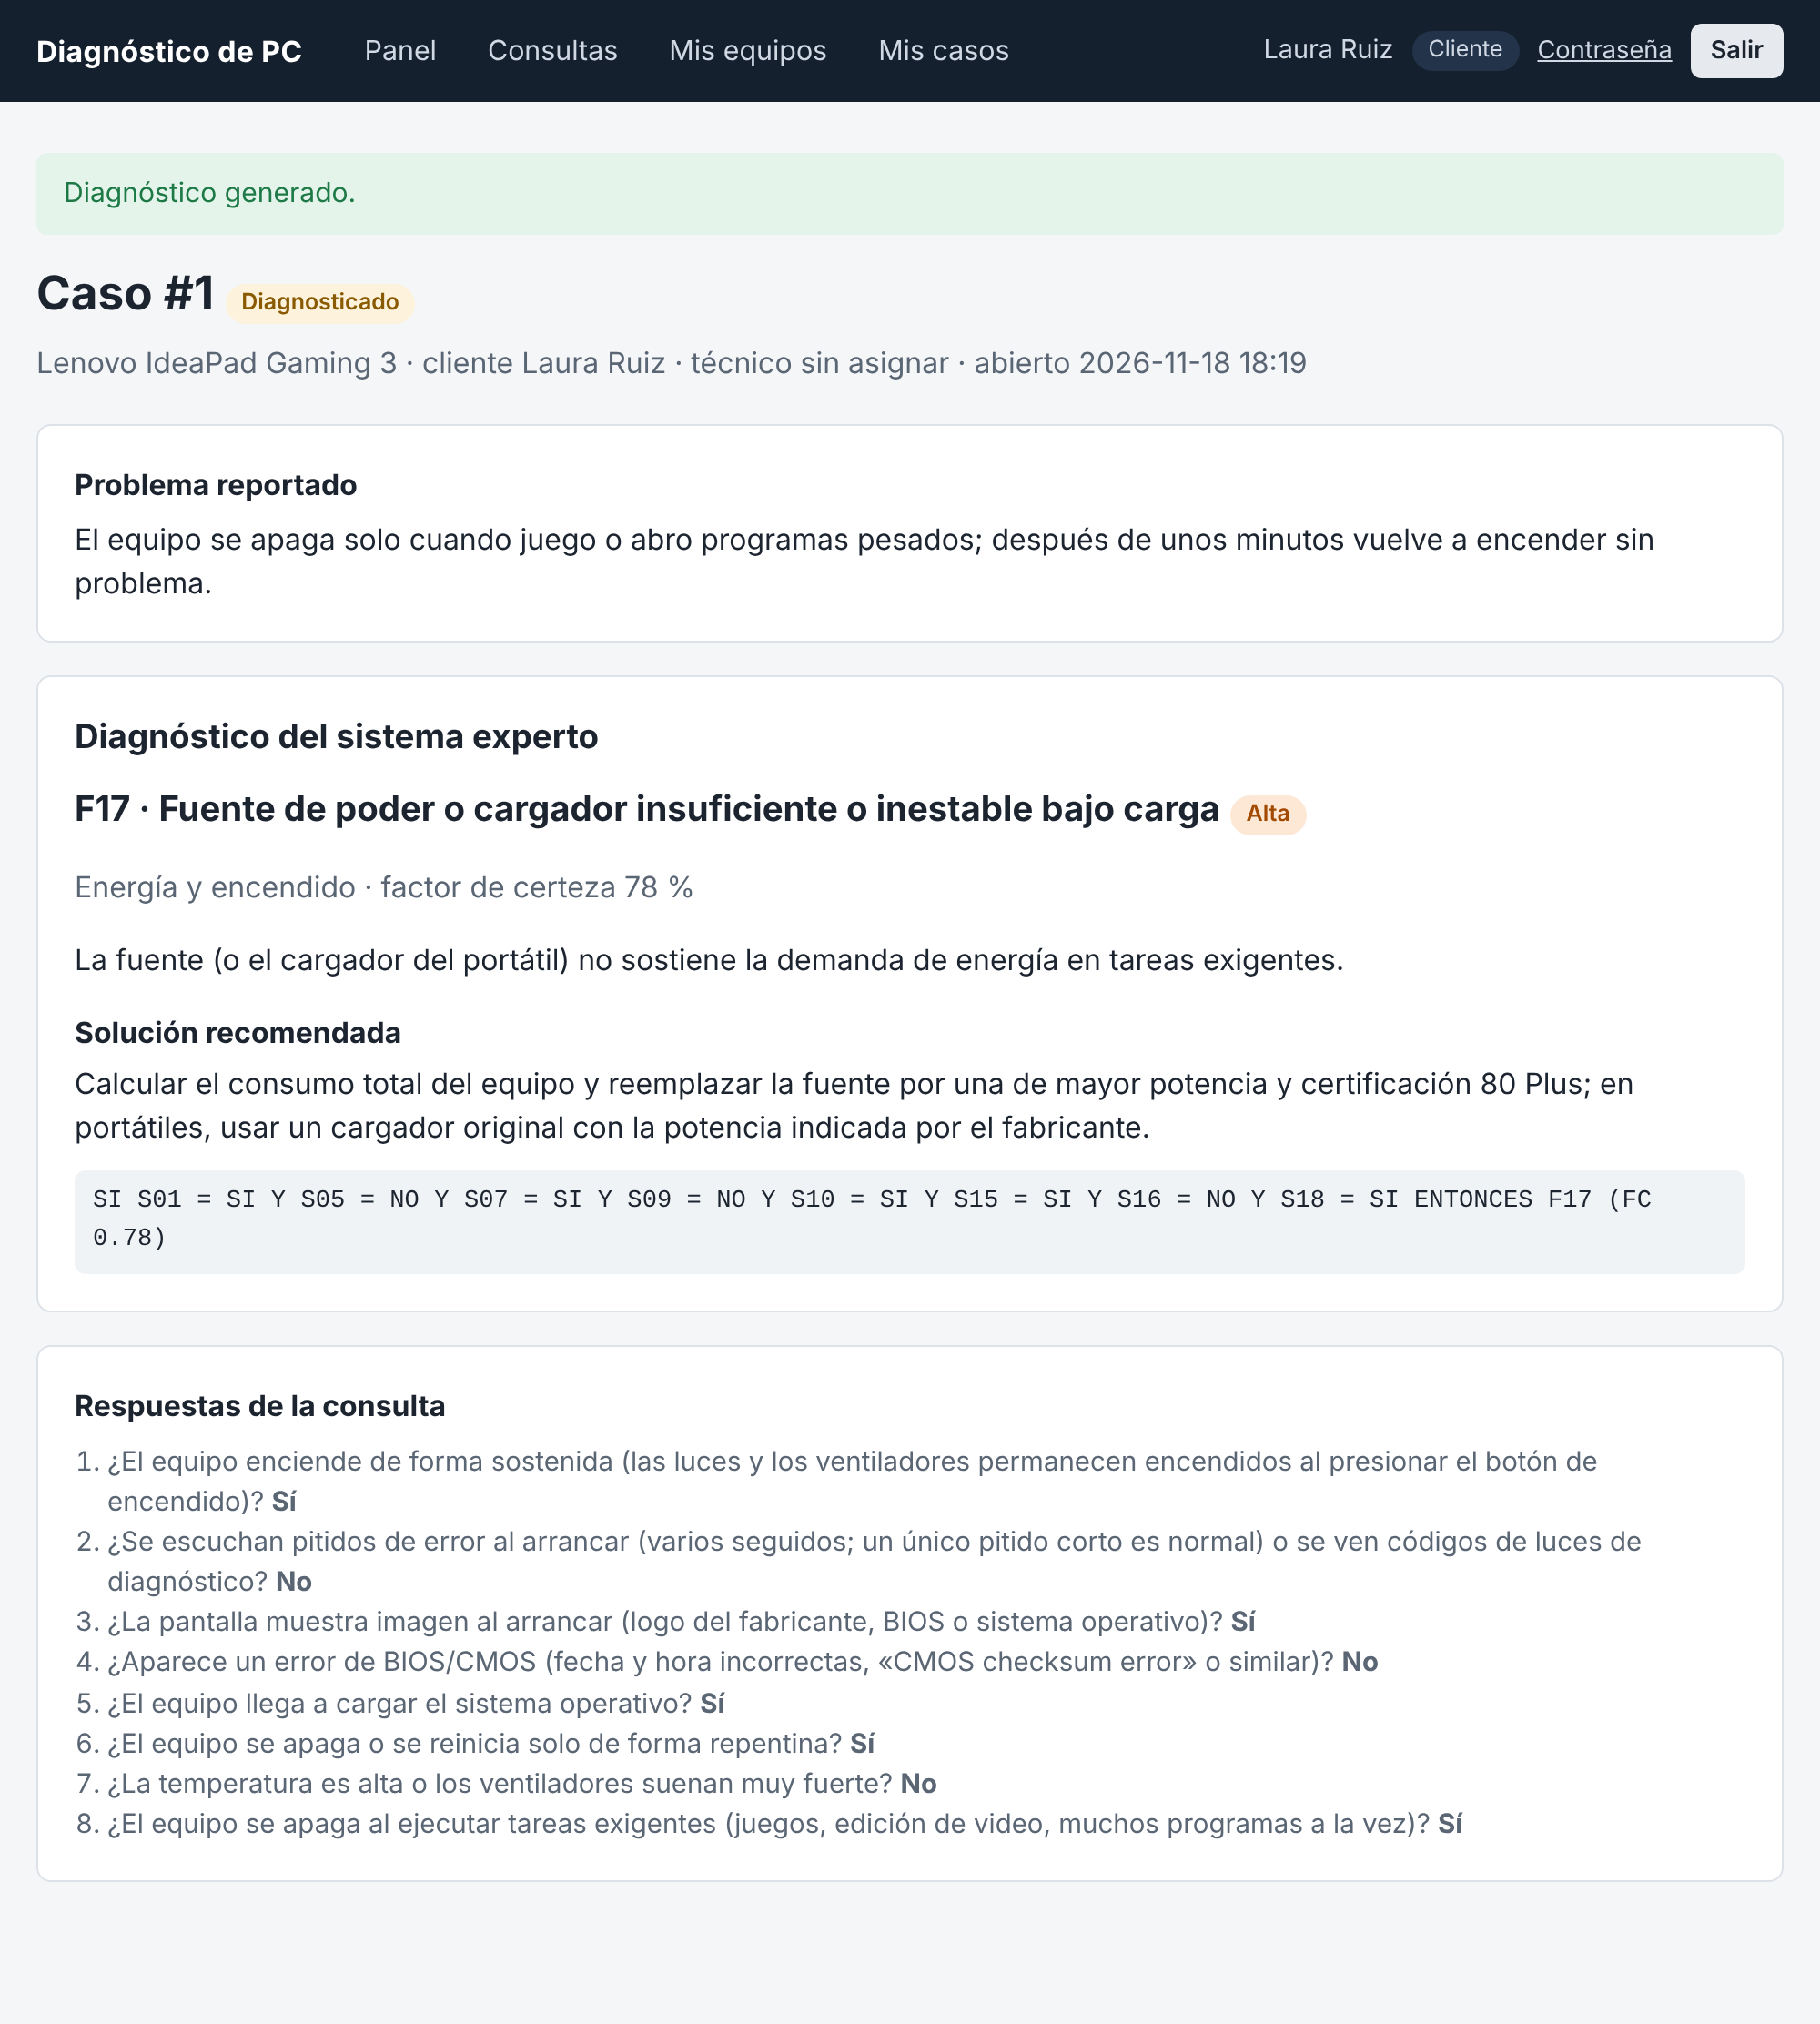 Diagnóstico de PC Panel Consultas Mis equipos Mis casos Laura Ruiz Cliente Contraseña Salir
Diagnóstico generado.
Caso #1 Diagnosticado
Lenovo IdeaPad Gaming 3 · cliente Laura Ruiz · técnico sin asignar · abierto 2026-11-18 18:19
Problema reportado
El equipo se apaga solo cuando juego o abro programas pesados; después de unos minutos vuelve a encender sin
problema.
Diagnóstico del sistema experto
F17 · Fuente de poder o cargador insuficiente o inestable bajo carga Alta
Energía y encendido · factor de certeza 78 %
La fuente (o el cargador del portátil) no sostiene la demanda de energía en tareas exigentes.
Solución recomendada
Calcular el consumo total del equipo y reemplazar la fuente por una de mayor potencia y certificación 80 Plus; en
portátiles, usar un cargador original con la potencia indicada por el fabricante.
SI S01 = SI Y S05 = NO Y S07 = SI Y S09 = NO Y S10 = SI Y S15 = SI Y S16 = NO Y S18 = SI ENTONCES F17 (FC
0.78)
Respuestas de la consulta
1. ¿El equipo enciende de forma sostenida (las luces y los ventiladores permanecen encendidos al presionar el botón de
encendido)? Sí
2. ¿Se escuchan pitidos de error al arrancar (varios seguidos; un único pitido corto es normal) o se ven códigos de luces de
diagnóstico? No
3. ¿La pantalla muestra imagen al arrancar (logo del fabricante, BIOS o sistema operativo)? Sí
4. ¿Aparece un error de BIOS/CMOS (fecha y hora incorrectas, «CMOS checksum error» o similar)? No
5. ¿El equipo llega a cargar el sistema operativo? Sí
6. ¿El equipo se apaga o se reinicia solo de forma repentina? Sí
7. ¿La temperatura es alta o los ventiladores suenan muy fuerte? No
8. ¿El equipo se apaga al ejecutar tareas exigentes (juegos, edición de video, muchos programas a la vez)? Sí